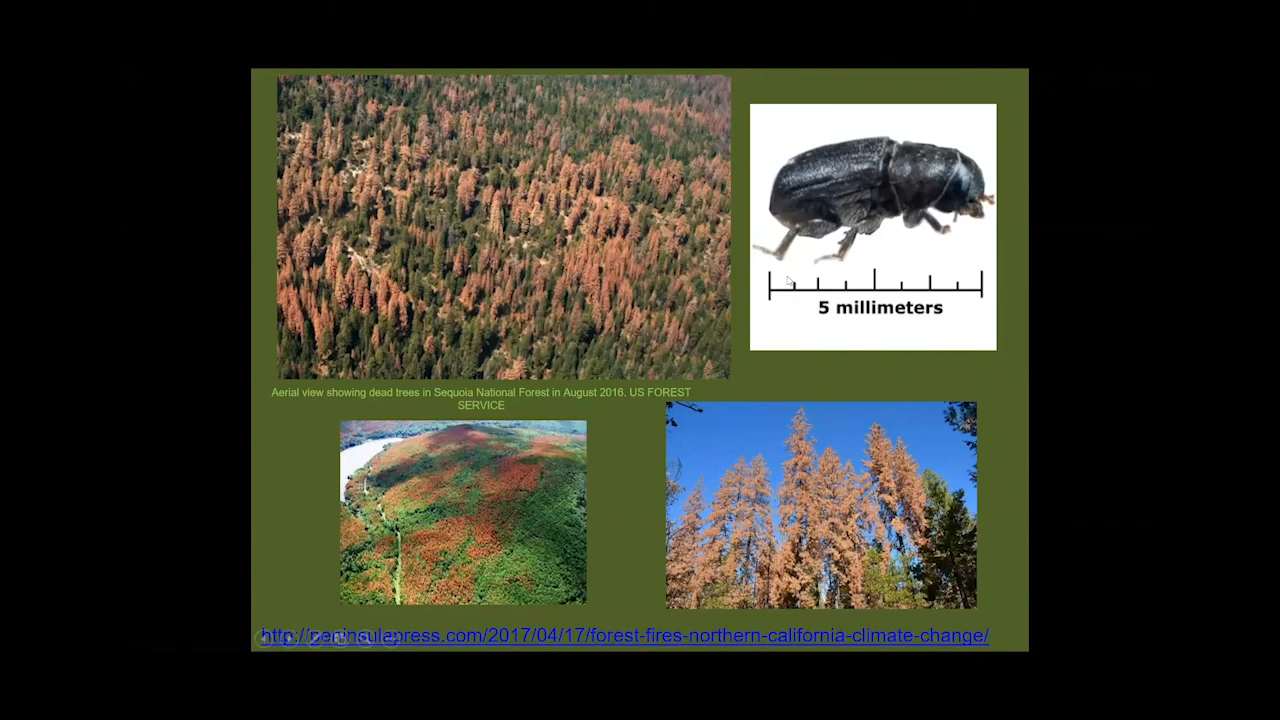 5 millimeters
Aerial view showing dead trees in Sequoia National Forest in August 2016. US FOREST
SERVICE
http://peninsulapress.com/2017/04/17/forest-fires-northern-california-climate-change/